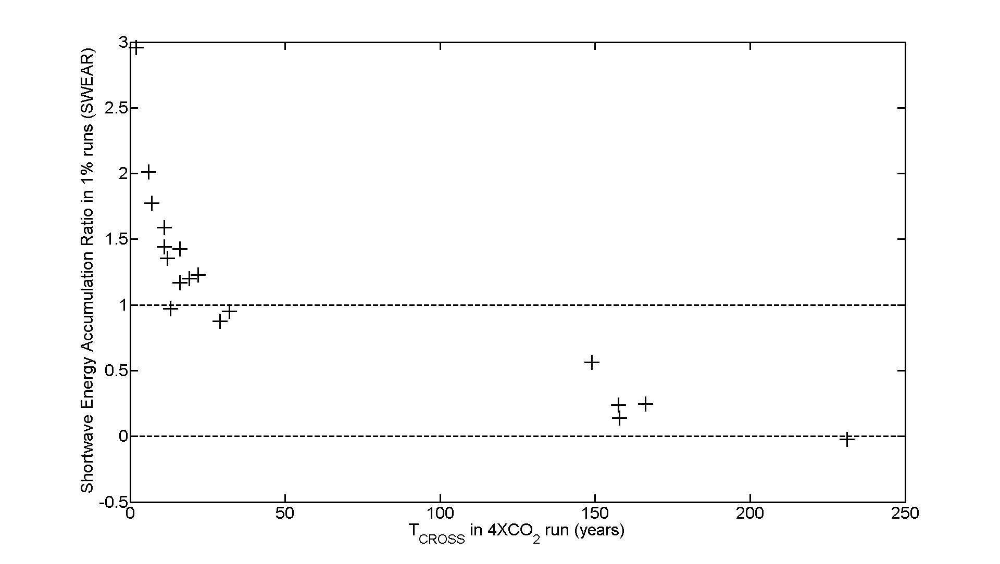 Shortwave Energy Accumulation Ratio in 1% runs (SWEAR)
3
2.5
2
1.5
1
0.5
0
-0.5
0 50 100 150 200 250
T_CROSS in 4XCO₂ run (years)